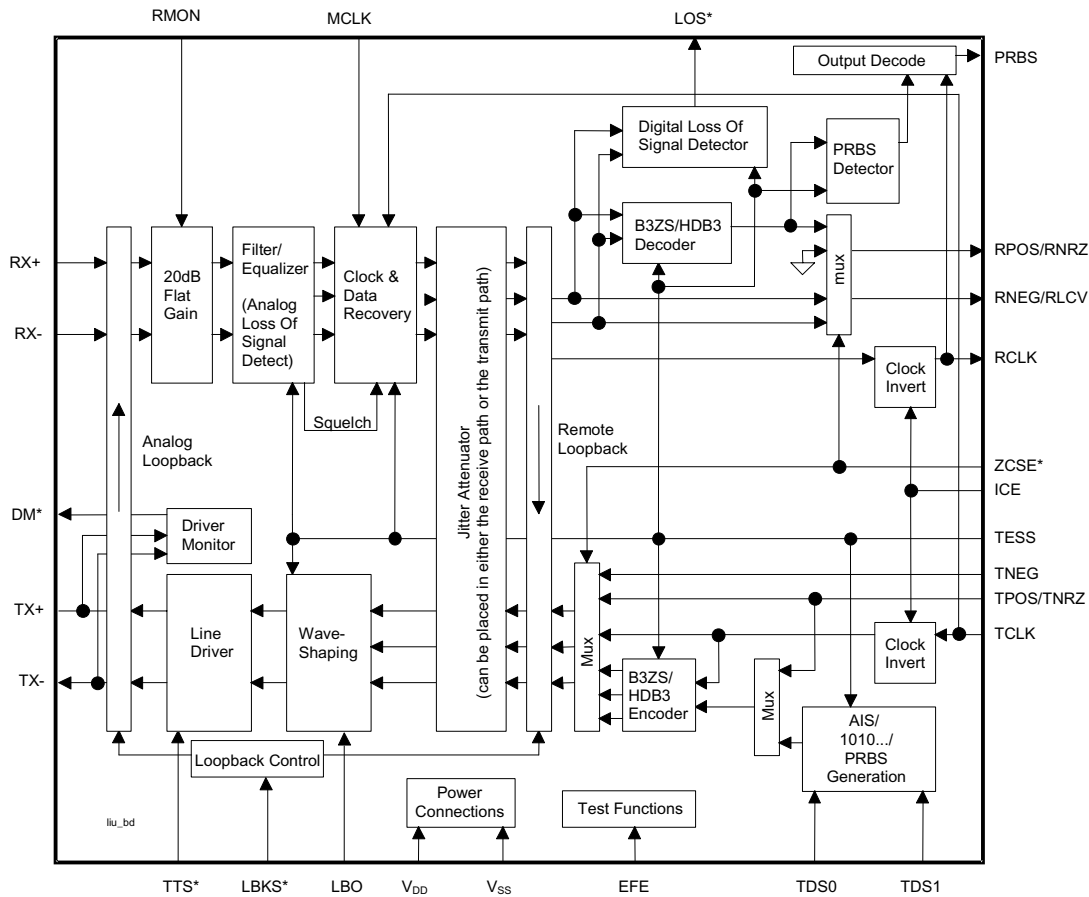 RMON
MCLK
LOS*
Output Decode
PRBS
Digital Loss Of
Signal Detector
PRBS
Detector
B3ZS/HDB3
Decoder
mux
RX+
RX-
20dB
Flat
Gain
Filter/
Equalizer
(Analog
Loss Of
Signal
Detect)
Clock &
Data
Recovery
Squelch
RPOS/RNRZ
RNEG/RLCV
RCLK
Clock
Invert
Analog
Loopback
Jitter Attenuator
(can be placed in either the receive path or the transmit path)
Remote
Loopback
ZCSE*
ICE
DM*
Driver
Monitor
TESS
TNEG
TPOS/TNRZ
TX+
TX-
Line
Driver
Wave-
Shaping
Mux
B3ZS/
HDB3
Encoder
Mux
TCLK
Clock
Invert
AIS/
1010.../
PRBS
Generation
Loopback Control
Power
Connections
Test Functions
liu_bd
TTS*
LBKS*
LBO
VDD
VSS
EFE
TDS0
TDS1